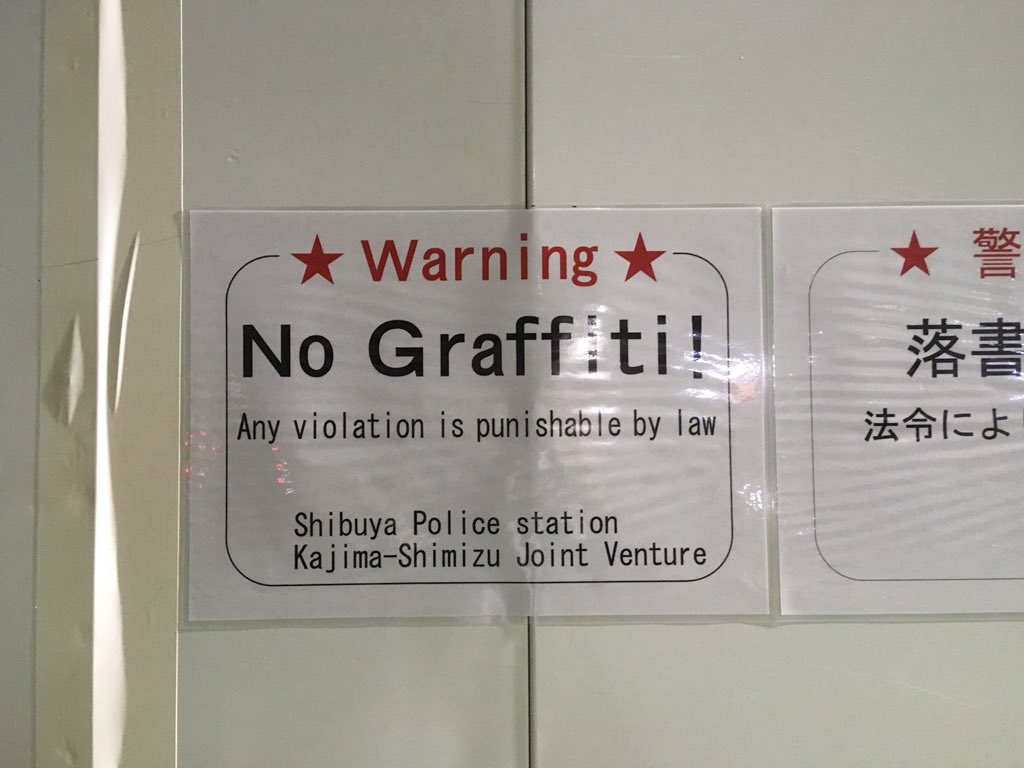 ★ Warning ★
No Graffiti!
Any violation is punishable by law
Shibuya Police station
Kajima-Shimizu Joint Venture
★ 警
落書
法令によ